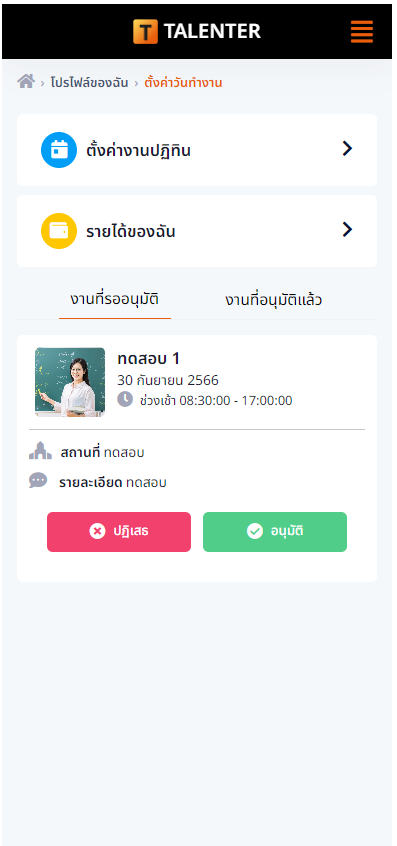 T TALENTER
› โปรไฟล์ของฉัน › ตั้งค่าวันทำงาน
ตั้งค่างานปฏิทิน
รายได้ของฉัน
งานที่รออนุมัติ งานที่อนุมัติแล้ว
ทดสอบ 1
30 กันยายน 2566
ช่วงเช้า 08:30:00 - 17:00:00
สถานที่ ทดสอบ
รายละเอียด ทดสอบ
ปฏิเสธ อนุมัติ